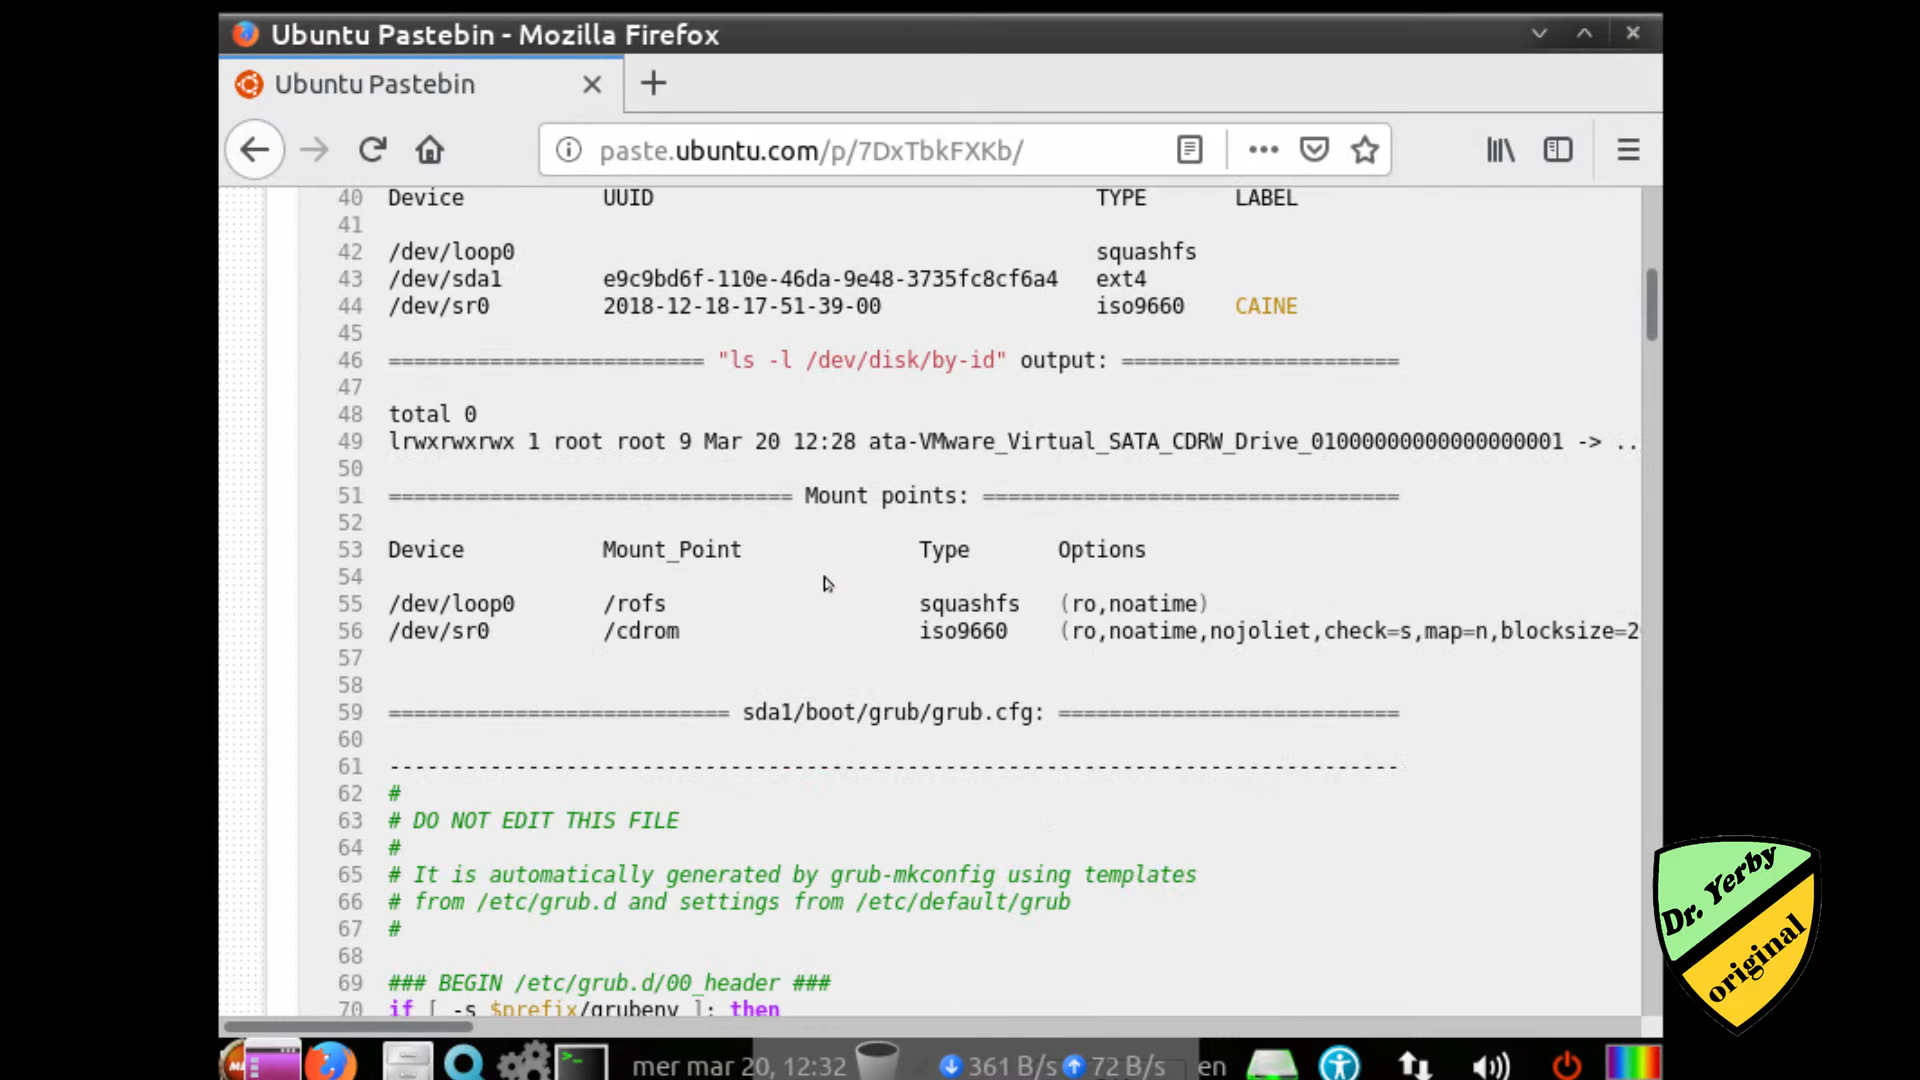 Ubuntu Pastebin - Mozilla Firefox
Ubuntu Pastebin
paste.ubuntu.com/p/7DxTbkFXKb/
40 Device UUID TYPE LABEL
41
42 /dev/loop0 squashfs
43 /dev/sda1 e9c9bd6f-110e-46da-9e48-3735fc8cf6a4 ext4
44 /dev/sr0 2018-12-18-17-51-39-00 iso9660 CAINE
45
46 ========================= "ls -l /dev/disk/by-id" output: ======================
47
48 total 0
49 lrwxrwxrwx 1 root root 9 Mar 20 12:28 ata-VMware_Virtual_SATA_CDRW_Drive_01000000000000000001 -> ..
50
51 ================================ Mount points: =================================
52
53 Device Mount_Point Type Options
54
55 /dev/loop0 /rofs squashfs (ro,noatime)
56 /dev/sr0 /cdrom iso9660 (ro,noatime,nojoliet,check=s,map=n,blocksize=2
57
58
59 =========================== sda1/boot/grub/grub.cfg: ===========================
60
61 --------------------------------------------------------------------------------
62 #
63 # DO NOT EDIT THIS FILE
64 #
65 # It is automatically generated by grub-mkconfig using templates
66 # from /etc/grub.d and settings from /etc/default/grub
67 #
68
69 ### BEGIN /etc/grub.d/00_header ###
70 if [ -s $prefix/grubenv ]; then
Dr. Yerby
original
mer mar 20, 12:32 361 B/s 72 B/s en